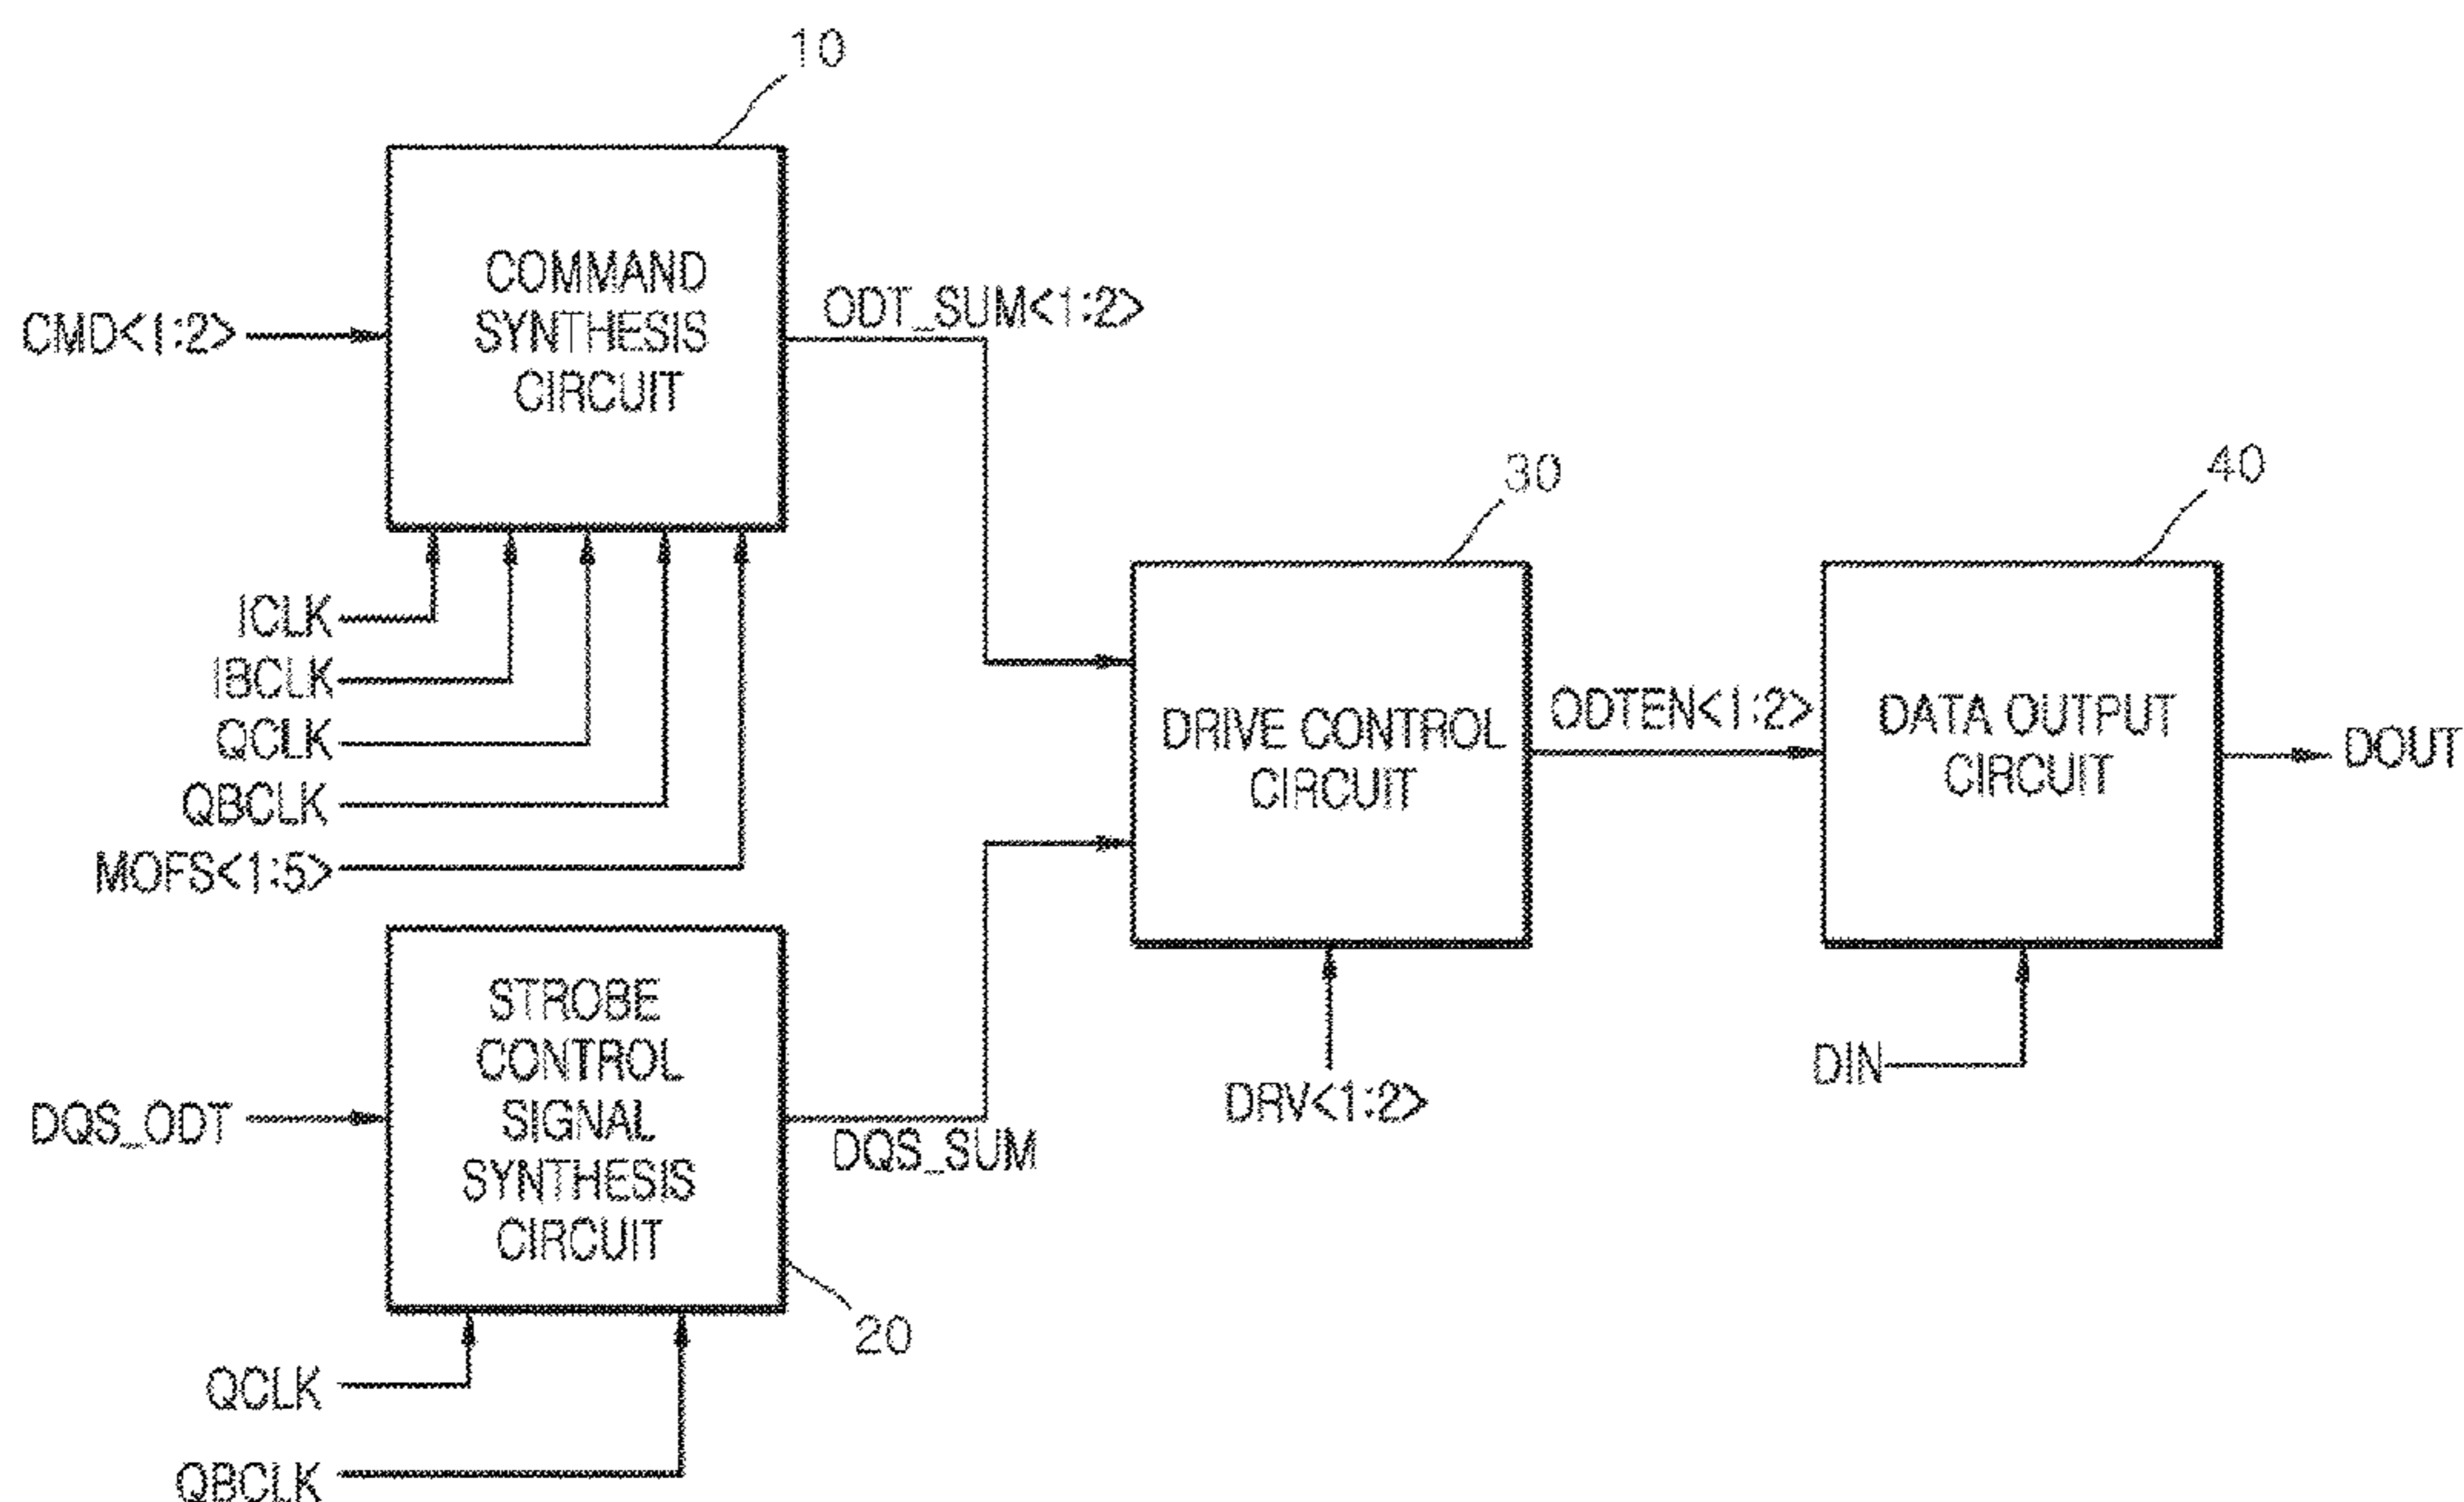 10
COMMAND
SYNTHESIS
CIRCUIT
CMD<1:2>
ODT_SUM<1:2>
ICLK
IBCLK
QCLK
QBCLK
MOFS<1:5>
30
DRIVE CONTROL
CIRCUIT
ODTEN<1:2>
40
DATA OUTPUT
CIRCUIT
DOUT
DRV<1:2>
DIN
STROBE
CONTROL
SIGNAL
SYNTHESIS
CIRCUIT
DQS_ODT
DQS_SUM
20
QCLK
QBCLK